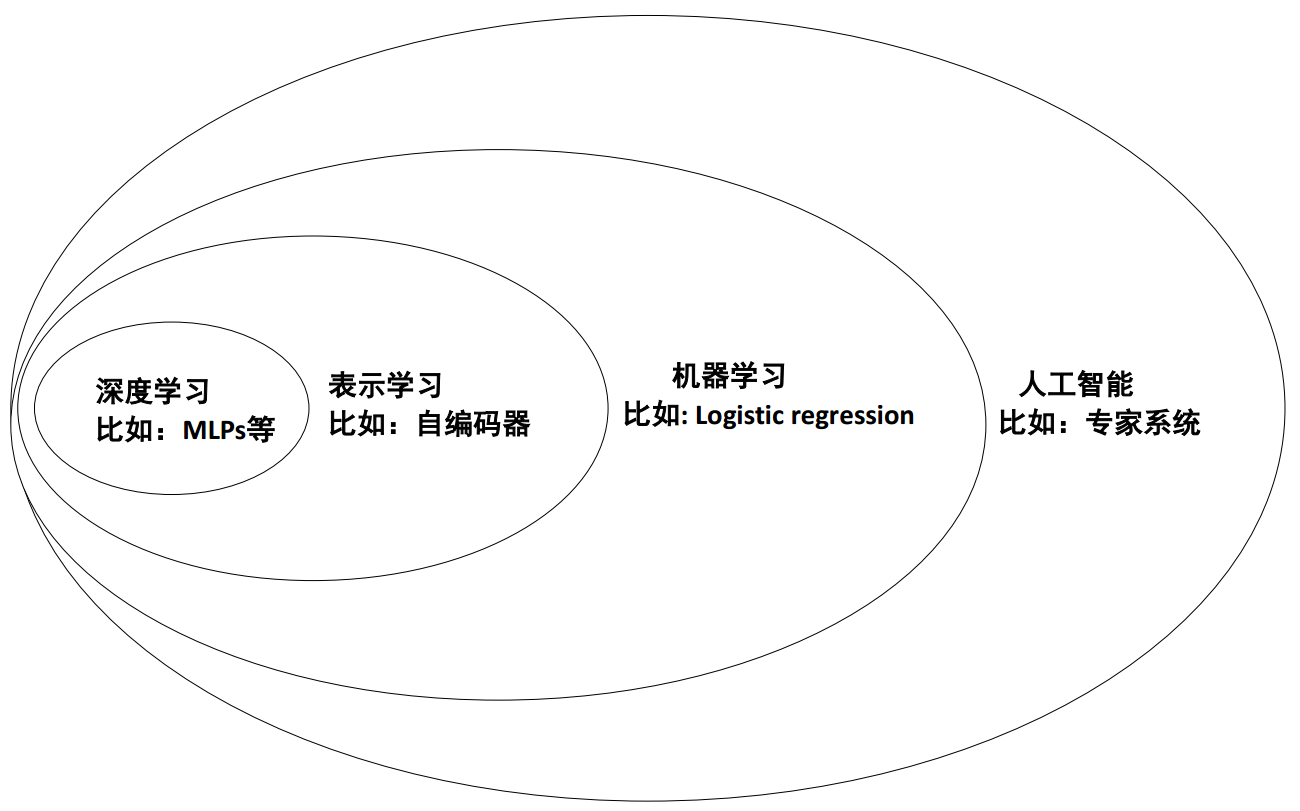 深度学习
比如：MLPs等
表示学习
比如：自编码器
机器学习
比如: Logistic regression
人工智能
比如：专家系统